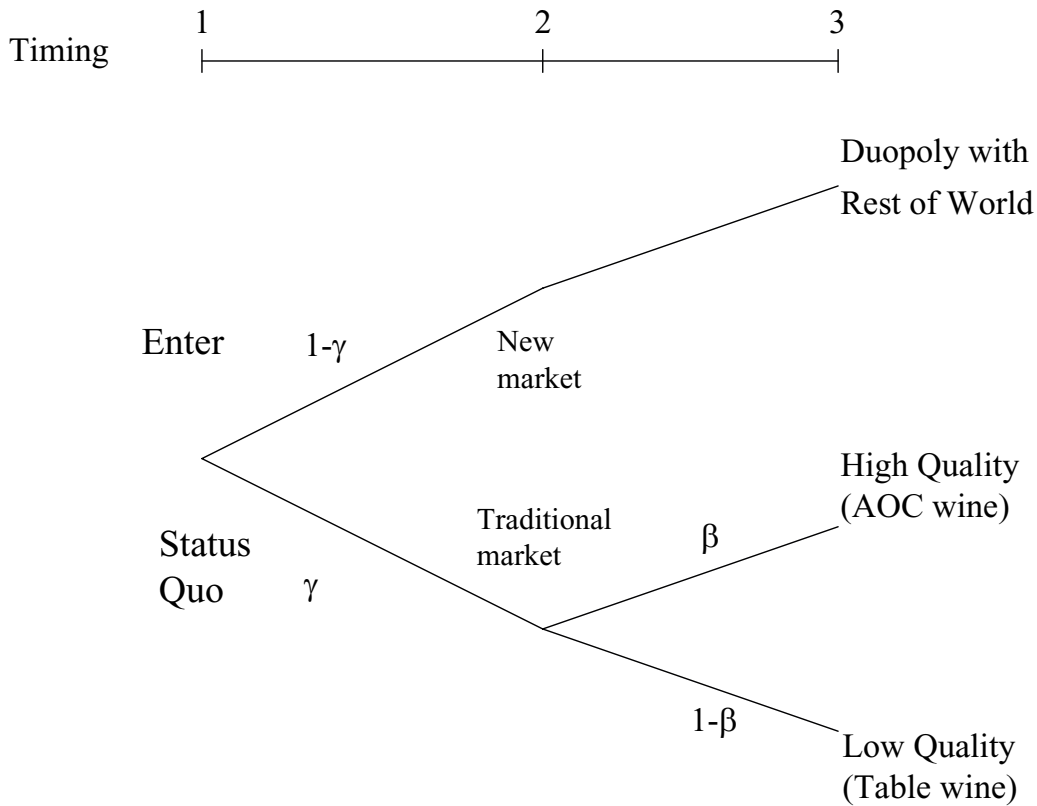 1 2 3
Timing
Duopoly with
Rest of World
Enter 1-γ
New
market
High Quality
(AOC wine)
Traditional
market
β
Status
Quo γ
1-β
Low Quality
(Table wine)